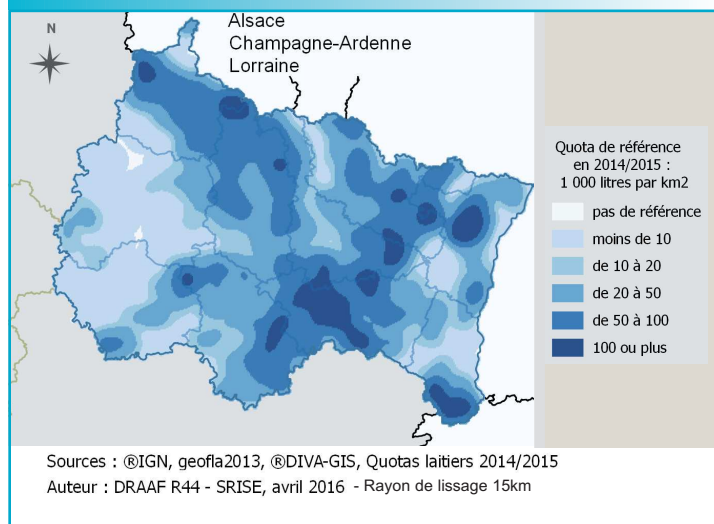 Alsace
Champagne-Ardenne
Lorraine
N
Quota de référence
en 2014/2015 :
1 000 litres par km2
pas de référence
moins de 10
de 10 à 20
de 20 à 50
de 50 à 100
100 ou plus
Sources : ®IGN, geofla2013, ®DIVA-GIS, Quotas laitiers 2014/2015
Auteur : DRAAF R44 - SRISE, avril 2016 - Rayon de lissage 15km